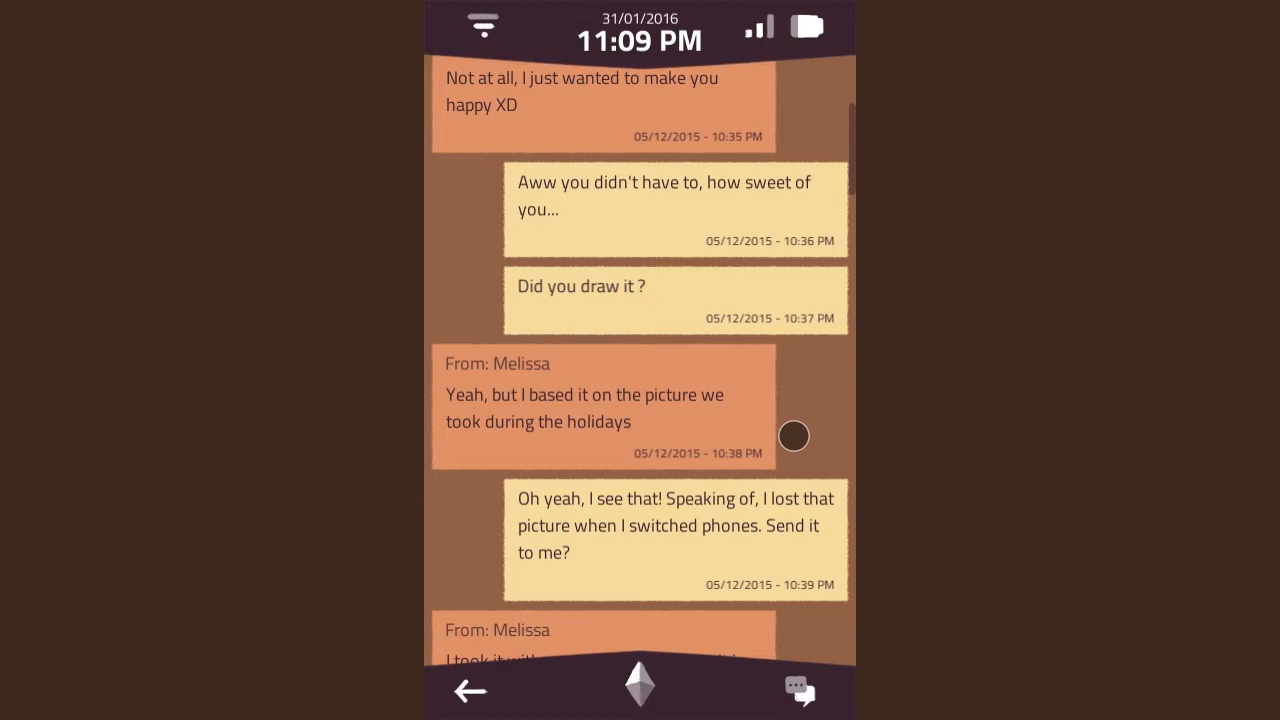 31/01/2016
11:09 PM
Not at all, I just wanted to make you
happy XD
05/12/2015 - 10:35 PM
Aww you didn't have to, how sweet of
you...
05/12/2015 - 10:36 PM
Did you draw it ?
05/12/2015 - 10:37 PM
From: Melissa
Yeah, but I based it on the picture we
took during the holidays
05/12/2015 - 10:38 PM
Oh yeah, I see that! Speaking of, I lost that
picture when I switched phones. Send it
to me?
05/12/2015 - 10:39 PM
From: Melissa
I took it